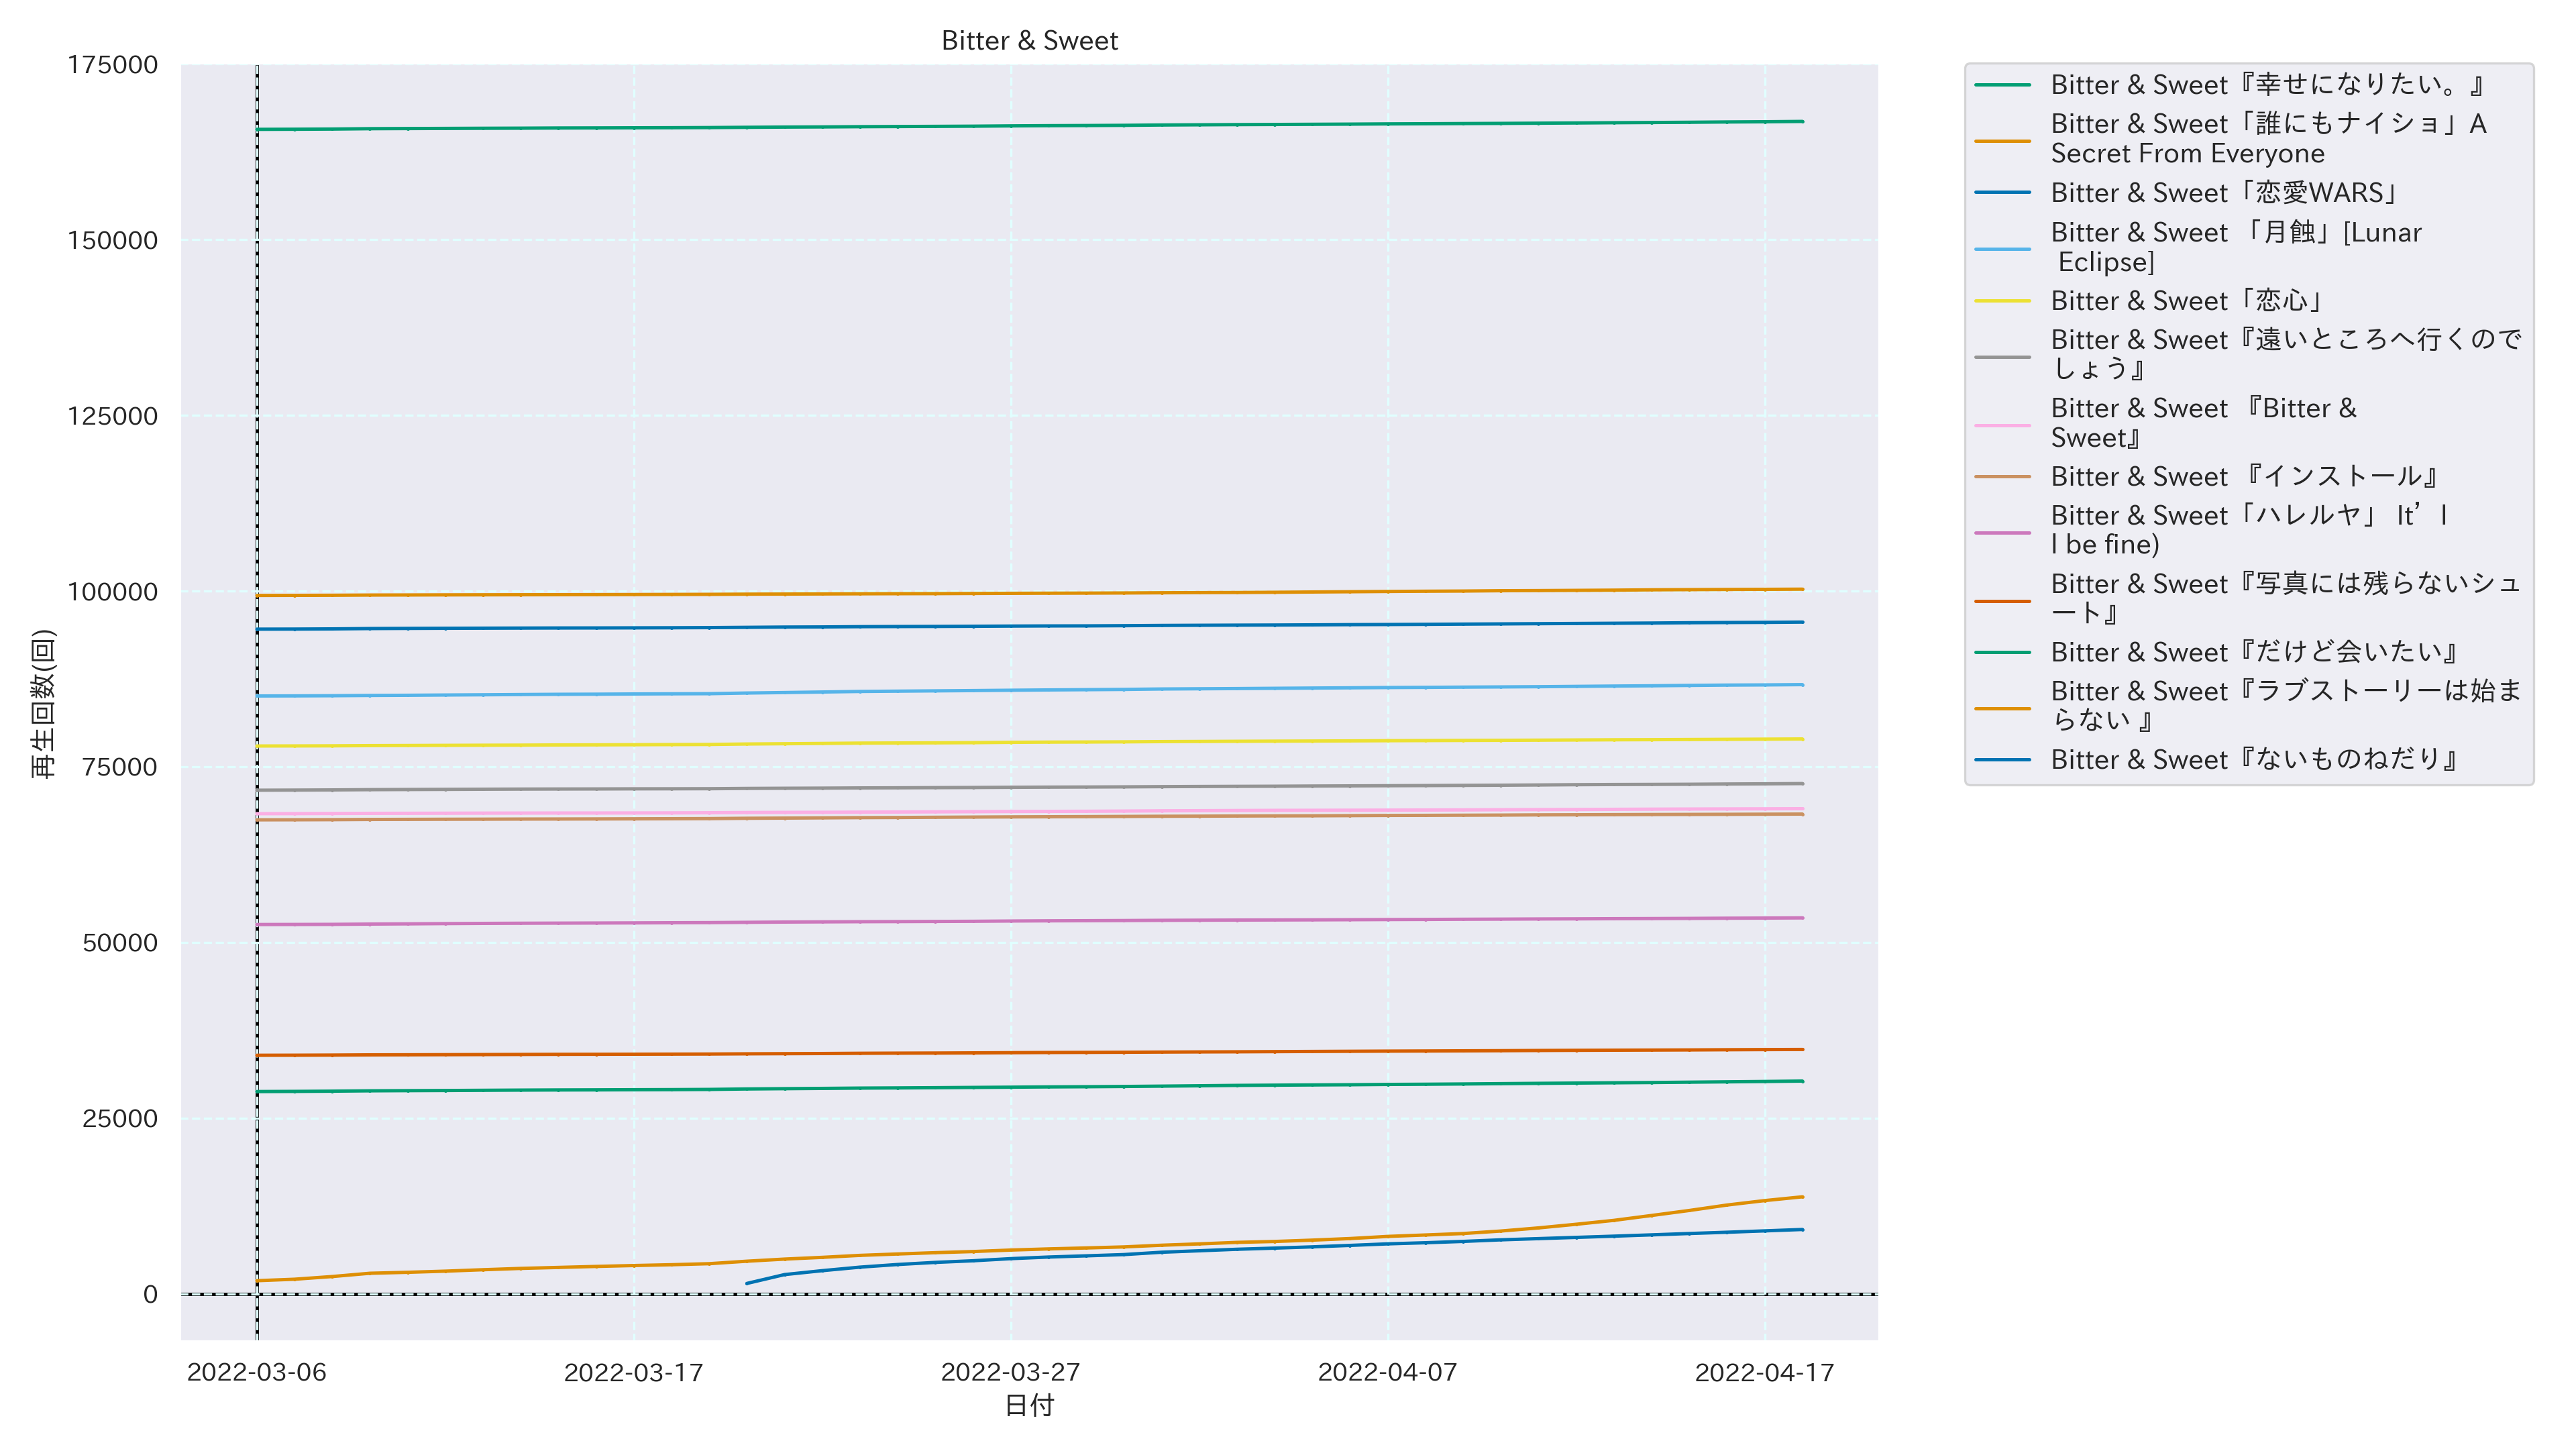 Bitter & Sweet
175000
150000
125000
100000
75000
50000
25000
0
再生回数(回)
2022-03-06
2022-03-17
2022-03-27
2022-04-07
2022-04-17
日付
Bitter & Sweet『幸せになりたい。』
Bitter & Sweet「誰にもナイショ」A
Secret From Everyone
Bitter & Sweet「恋愛WARS」
Bitter & Sweet 「月蝕」[Lunar
Eclipse]
Bitter & Sweet「恋心」
Bitter & Sweet『遠いところへ行くので
しょう』
Bitter & Sweet 『Bitter &
Sweet』
Bitter & Sweet 『インストール』
Bitter & Sweet「ハレルヤ」 It’l
l be fine)
Bitter & Sweet『写真には残らないシュ
ート』
Bitter & Sweet『だけど会いたい』
Bitter & Sweet『ラブストーリーは始ま
らない 』
Bitter & Sweet『ないものねだり』